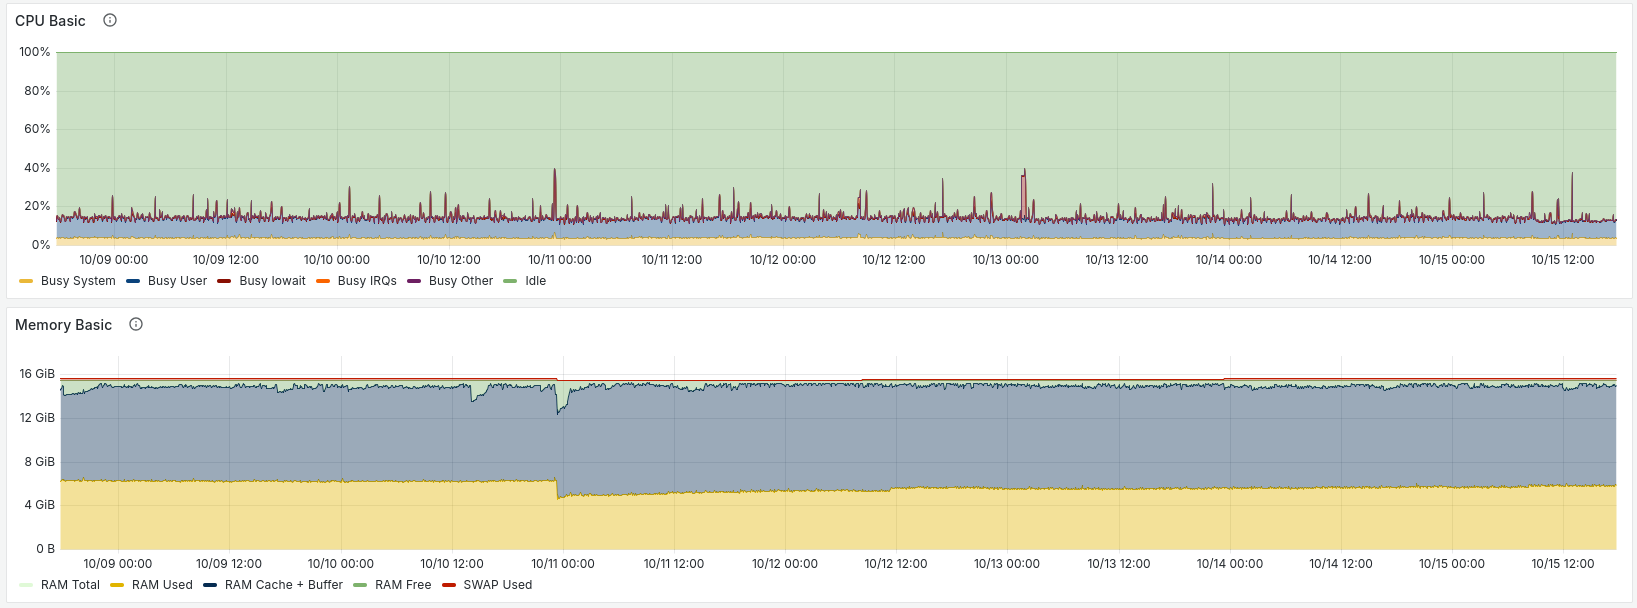 CPU Basic
100%
80%
60%
40%
20%
0%
10/09 00:00 10/09 12:00 10/10 00:00 10/10 12:00 10/11 00:00 10/11 12:00 10/12 00:00 10/12 12:00 10/13 00:00 10/13 12:00 10/14 00:00 10/14 12:00 10/15 00:00 10/15 12:00
Busy System Busy User Busy Iowait Busy IRQs Busy Other Idle
Memory Basic
16 GiB
12 GiB
8 GiB
4 GiB
0 B
10/09 00:00 10/09 12:00 10/10 00:00 10/10 12:00 10/11 00:00 10/11 12:00 10/12 00:00 10/12 12:00 10/13 00:00 10/13 12:00 10/14 00:00 10/14 12:00 10/15 00:00 10/15 12:00
RAM Total RAM Used RAM Cache + Buffer RAM Free SWAP Used